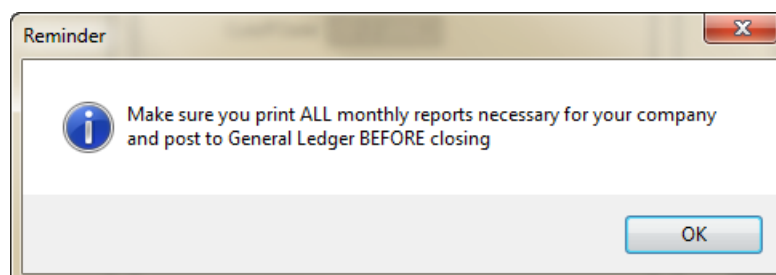 Reminder
Make sure you print ALL monthly reports necessary for your company
and post to General Ledger BEFORE closing
OK